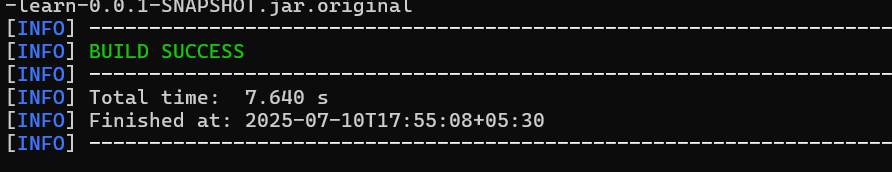 -learn-0.0.1-SNAPSHOT.jar.original
[INFO] ------------------------------------------------------------------------
[INFO] BUILD SUCCESS
[INFO] ------------------------------------------------------------------------
[INFO] Total time:  7.640 s
[INFO] Finished at: 2025-07-10T17:55:08+05:30
[INFO] ------------------------------------------------------------------------